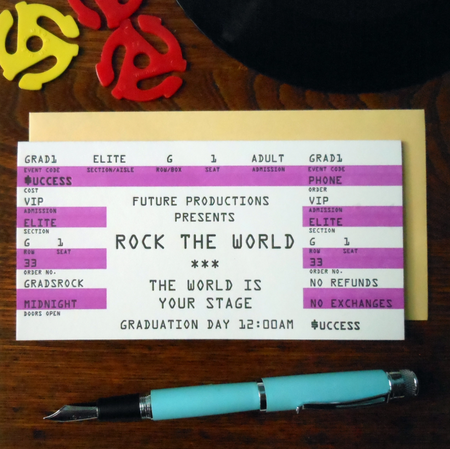 GRAD1 ELITE G 1 ADULT GRAD1
EVENT CODE SECTION/AISLE ROW/BOX SEAT ADMISSION EVENT CODE
$UCCESS
COST
VIP
ADMISSION
ELITE
SECTION
G 1
ROW SEAT
33
ORDER NO.
GRADSROCK
MIDNIGHT
DOORS OPEN
FUTURE PRODUCTIONS
PRESENTS
ROCK THE WORLD
***
THE WORLD IS
YOUR STAGE
GRADUATION DAY 12:00AM
PHONE
ORDER
VIP
ADMISSION
ELITE
SECTION
G 1
ROW SEAT
33
ORDER NO.
NO REFUNDS
NO EXCHANGES
$UCCESS